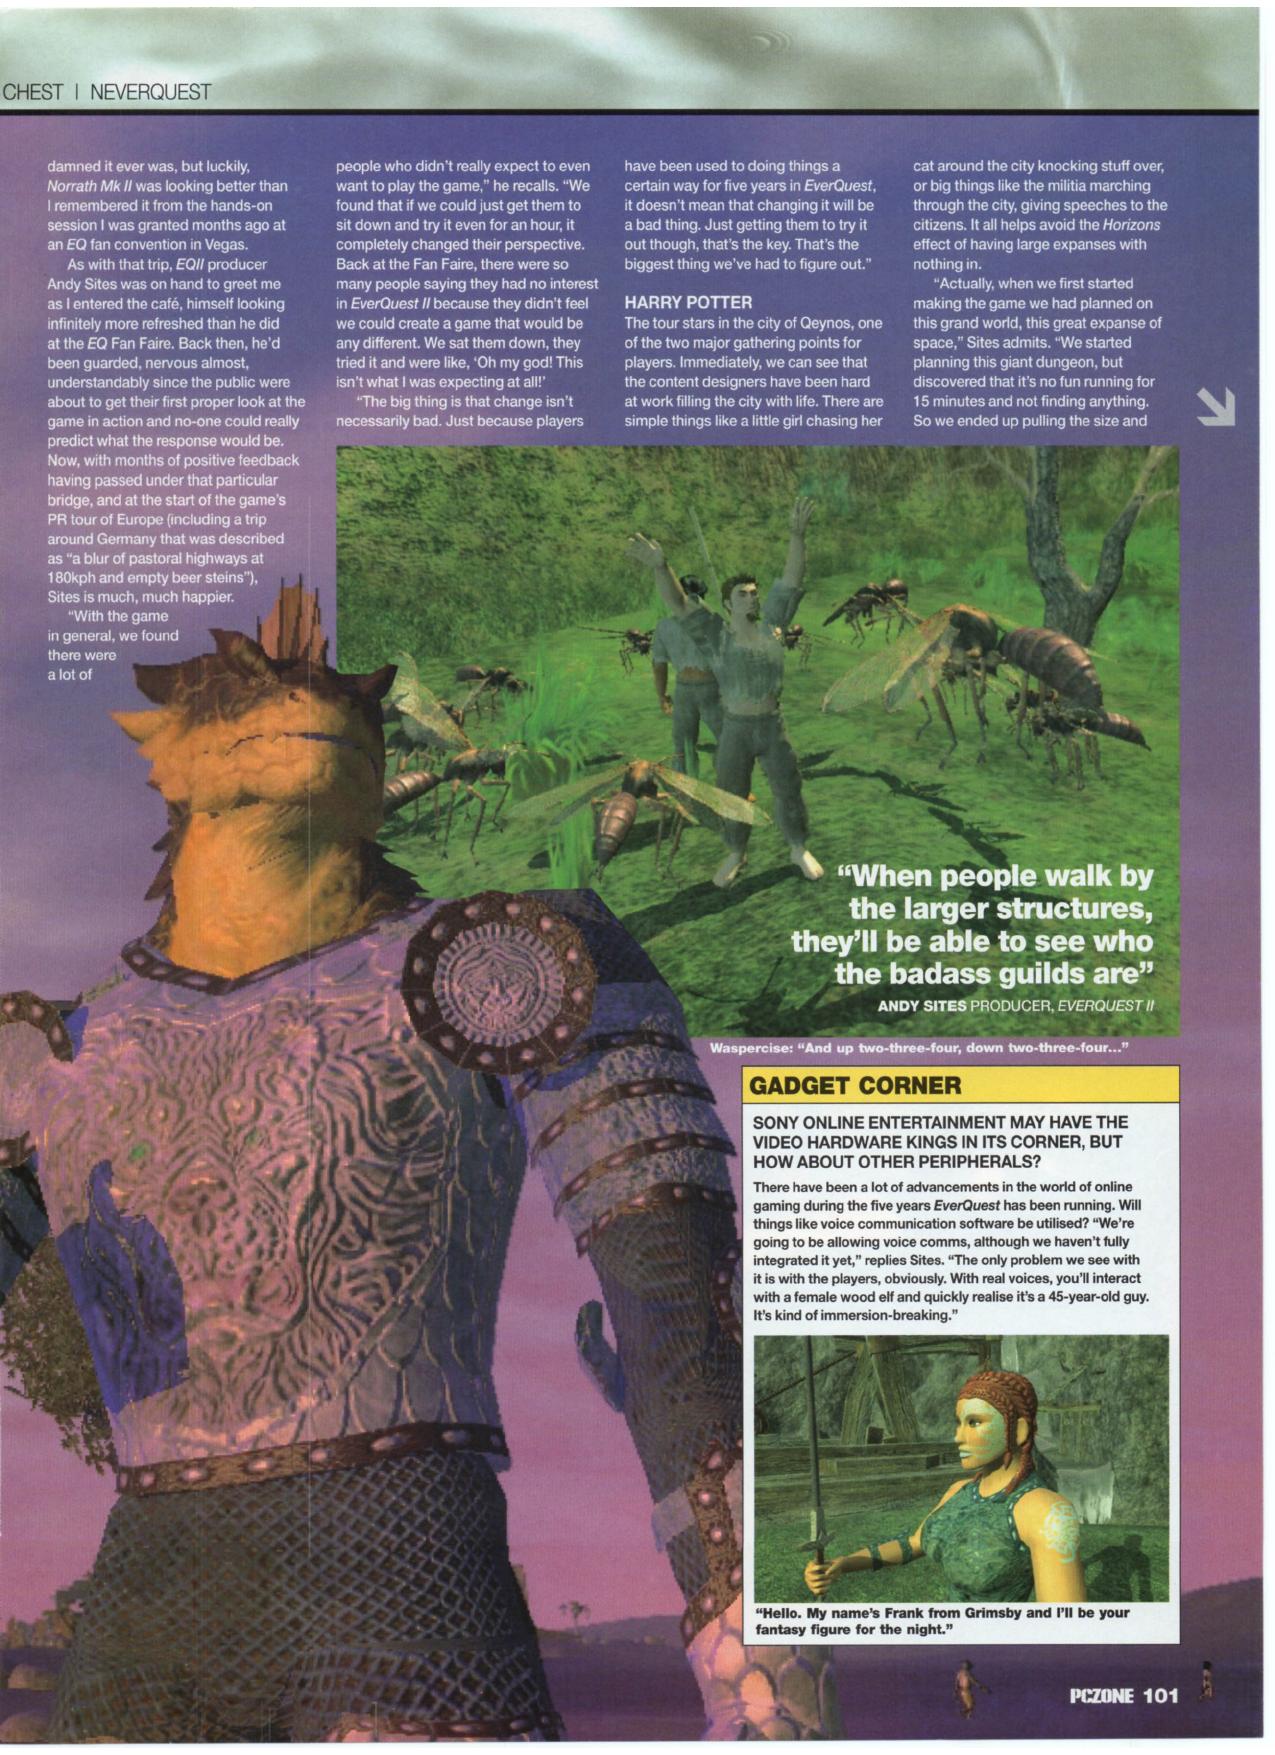 CHEST | NEVERQUEST
damned it ever was, but luckily,
Norrath Mk II was looking better than
I remembered it from the hands-on
session I was granted months ago at
an EQ fan convention in Vegas.
As with that trip, EQII producer
Andy Sites was on hand to greet me
as I entered the café, himself looking
infinitely more refreshed than he did
at the EQ Fan Faire. Back then, he'd
been guarded, nervous almost,
understandably since the public were
about to get their first proper look at the
game in action and no-one could really
predict what the response would be.
Now, with months of positive feedback
having passed under that particular
bridge, and at the start of the game's
PR tour of Europe (including a trip
around Germany that was described
as "a blur of pastoral highways at
180kph and empty beer steins"),
Sites is much, much happier.
"With the game
in general, we found
there were
a lot of
people who didn't really expect to even
want to play the game," he recalls. "We
found that if we could just get them to
sit down and try it even for an hour, it
completely changed their perspective.
Back at the Fan Faire, there were so
many people saying they had no interest
in EverQuest II because they didn't feel
we could create a game that would be
any different. We sat them down, they
tried it and were like, 'Oh my god! This
isn't what I was expecting at all!'
"The big thing is that change isn't
necessarily bad. Just because players
have been used to doing things a
certain way for five years in EverQuest,
it doesn't mean that changing it will be
a bad thing. Just getting them to try it
out though, that's the key. That's the
biggest thing we've had to figure out."
HARRY POTTER
The tour stars in the city of Qeynos, one
of the two major gathering points for
players. Immediately, we can see that
the content designers have been hard
at work filling the city with life. There are
simple things like a little girl chasing her
cat around the city knocking stuff over,
or big things like the militia marching
through the city, giving speeches to the
citizens. It all helps avoid the Horizons
effect of having large expanses with
nothing in.
"Actually, when we first started
making the game we had planned on
this grand world, this great expanse of
space," Sites admits. "We started
planning this giant dungeon, but
discovered that it's no fun running for
15 minutes and not finding anything.
So we ended up pulling the size and
"When people walk by
the larger structures,
they'll be able to see who
the badass guilds are"
ANDY SITES PRODUCER, EVERQUEST II
Waspercise: "And up two-three-four, down two-three-four..."
GADGET CORNER
SONY ONLINE ENTERTAINMENT MAY HAVE THE
VIDEO HARDWARE KINGS IN ITS CORNER, BUT
HOW ABOUT OTHER PERIPHERALS?
There have been a lot of advancements in the world of online
gaming during the five years EverQuest has been running. Will
things like voice communication software be utilised? "We're
going to be allowing voice comms, although we haven't fully
integrated it yet," replies Sites. "The only problem we see with
it is with the players, obviously. With real voices, you'll interact
with a female wood elf and quickly realise it's a 45-year-old guy.
It's kind of immersion-breaking."
"Hello. My name's Frank from Grimsby and I'll be your
fantasy figure for the night."
PCZONE 101